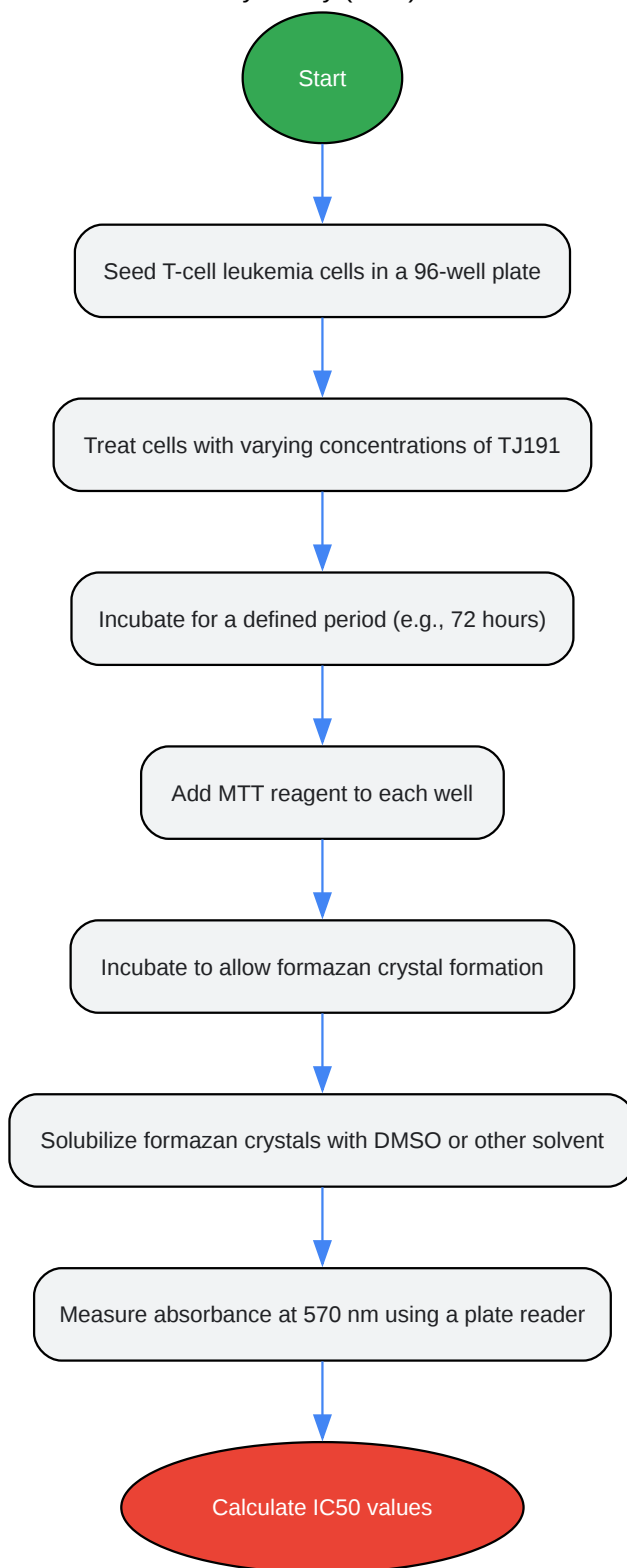 Start
Seed T-cell leukemia cells in a 96-well plate
Treat cells with varying concentrations of TJ191
Incubate for a defined period (e.g., 72 hours)
Add MTT reagent to each well
Incubate to allow formazan crystal formation
Solubilize formazan crystals with DMSO or other solvent
Measure absorbance at 570 nm using a plate reader
Calculate IC50 values